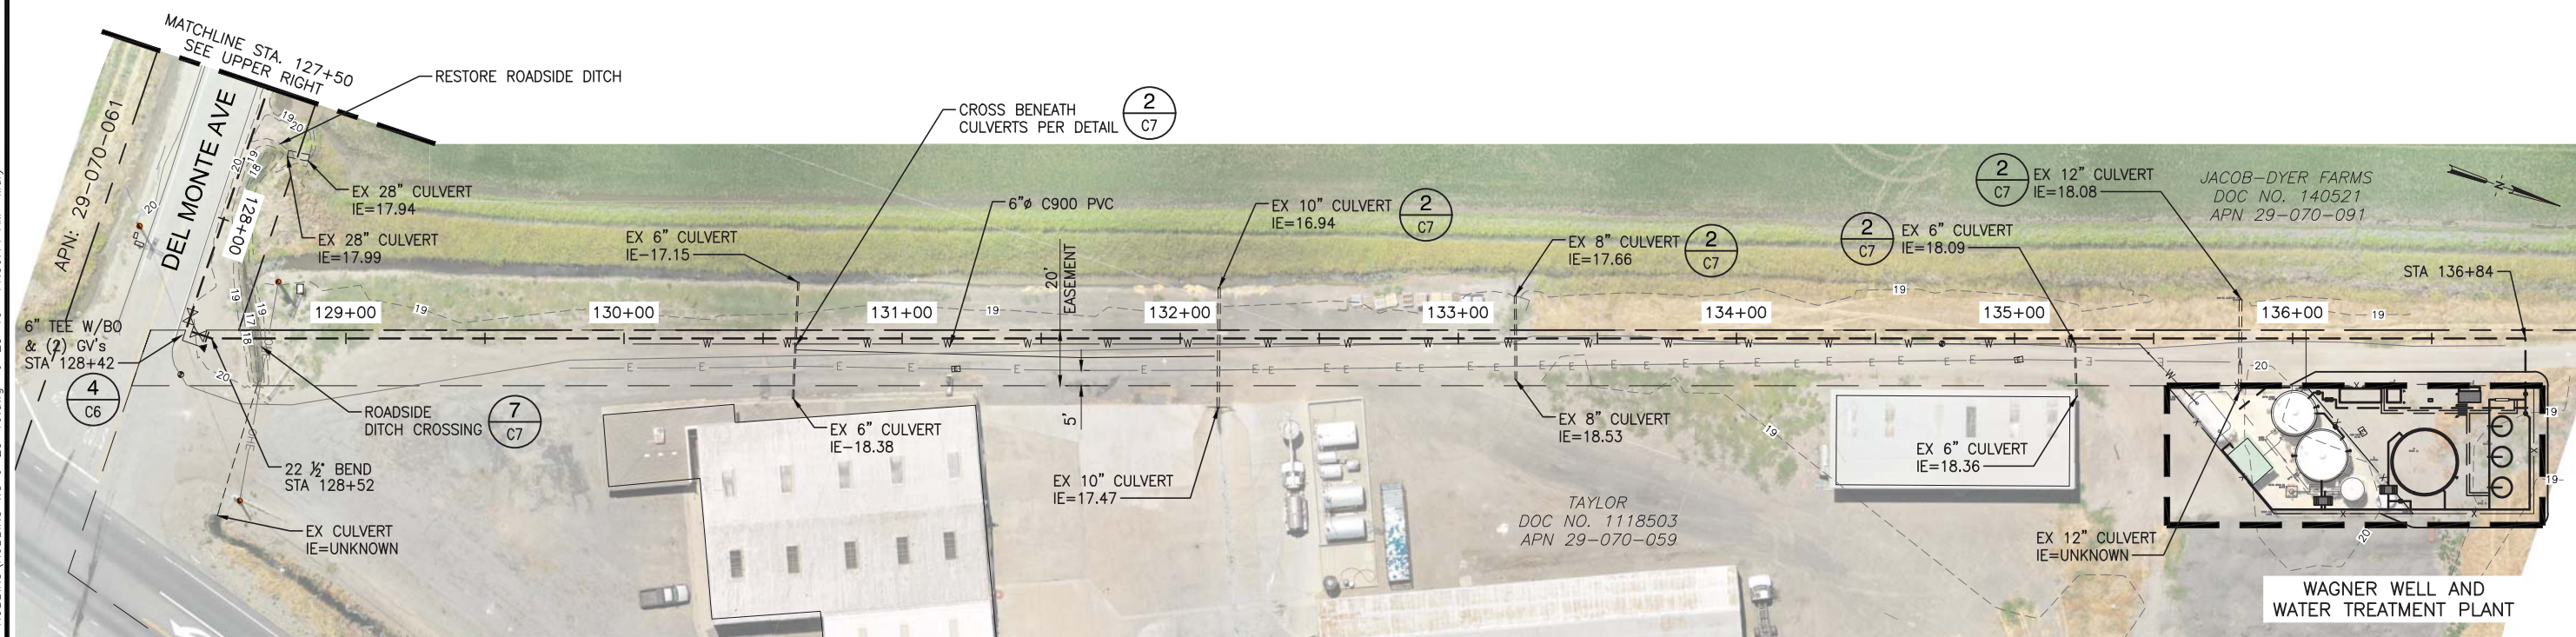 MATCHLINE STA. 127+50
SEE UPPER RIGHT
RESTORE ROADSIDE DITCH
APN: 29-070-061
DEL MONTE AVE
128+00
EX 28" CULVERT
IE=17.94
EX 28" CULVERT
IE=17.99
6" TEE W/BO
& (2) GV's
STA 128+42
4
C6
ROADSIDE
DITCH CROSSING
7
C7
22 ½° BEND
STA 128+52
EX CULVERT
IE=UNKNOWN
OHE
EX 6" CULVERT
IE-17.15
CROSS BENEATH
CULVERTS PER DETAIL
2
C7
6"ø C900 PVC
20'
EASEMENT
5'
EX 10" CULVERT
IE=16.94
2
C7
EX 8" CULVERT
IE=17.66
2
C7
2
C7
EX 6" CULVERT
IE=18.09
2
C7
EX 12" CULVERT
IE=18.08
JACOB-DYER FARMS
DOC NO. 140521
APN 29-070-091
N
STA 136+84
129+00
130+00
131+00
132+00
133+00
134+00
135+00
136+00
EX 6" CULVERT
IE-18.38
EX 10" CULVERT
IE=17.47
EX 8" CULVERT
IE=18.53
TAYLOR
DOC NO. 1118503
APN 29-070-059
EX 6" CULVERT
IE=18.36
EX 12" CULVERT
IE=UNKNOWN
WAGNER WELL AND
WATER TREATMENT PLANT